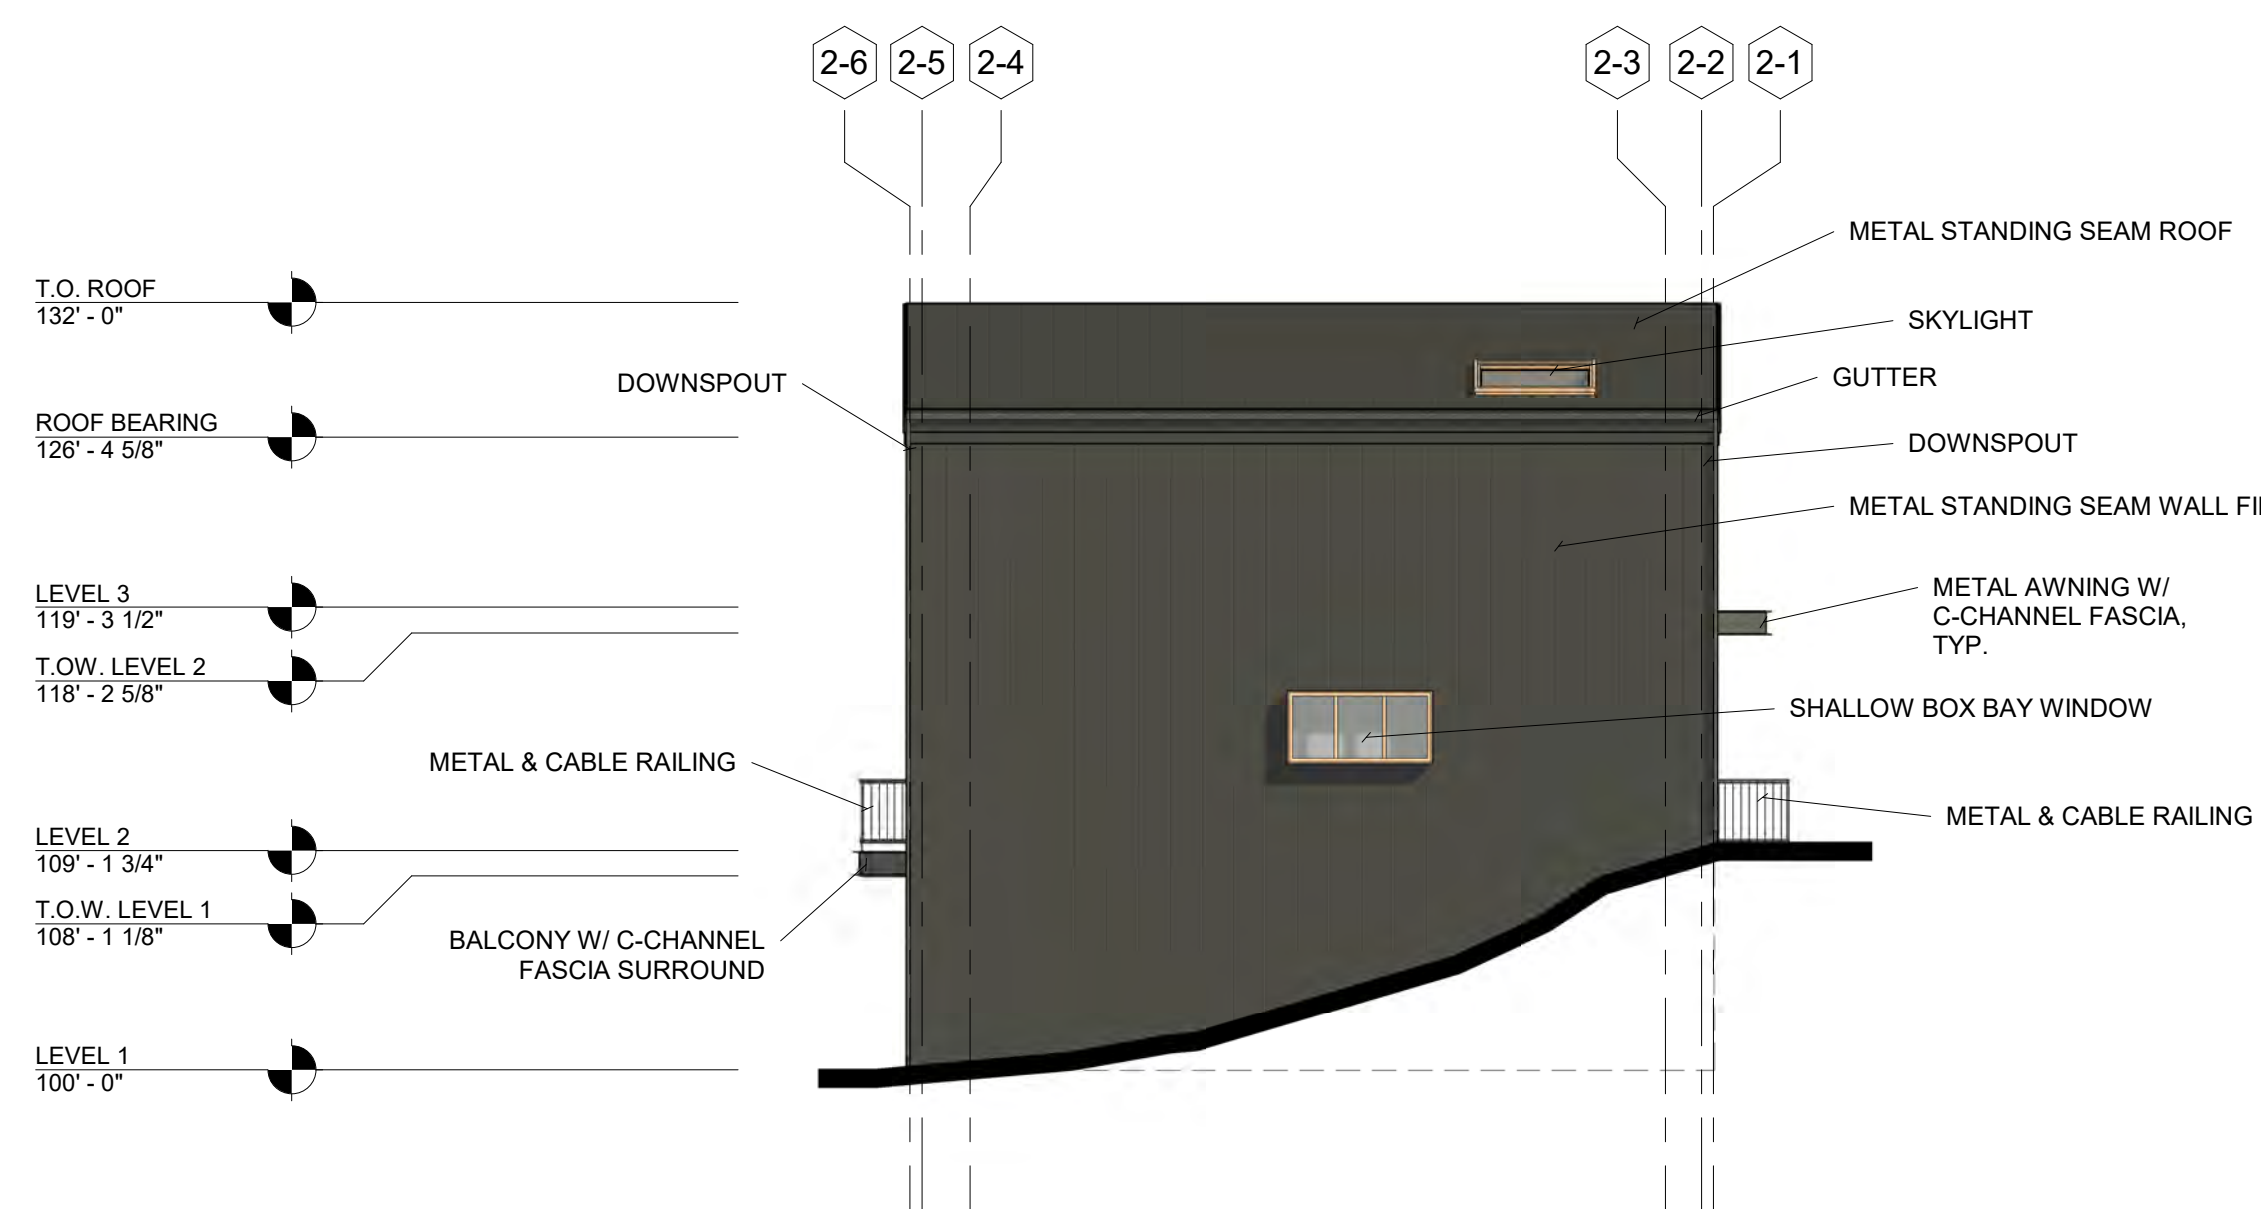 2-6 2-5 2-4 2-3 2-2 2-1
METAL STANDING SEAM ROOF
T.O. ROOF
132' - 0"
SKYLIGHT
DOWNSPOUT
GUTTER
ROOF BEARING
126' - 4 5/8"
DOWNSPOUT
METAL STANDING SEAM WALL
LEVEL 3
119' - 3 1/2"
METAL AWNING W/
C-CHANNEL FASCIA,
TYP.
T.OW. LEVEL 2
118' - 2 5/8"
SHALLOW BOX BAY WINDOW
METAL & CABLE RAILING
METAL & CABLE RAILING
LEVEL 2
109' - 1 3/4"
T.O.W. LEVEL 1
108' - 1 1/8"
BALCONY W/ C-CHANNEL
FASCIA SURROUND
LEVEL 1
100' - 0"